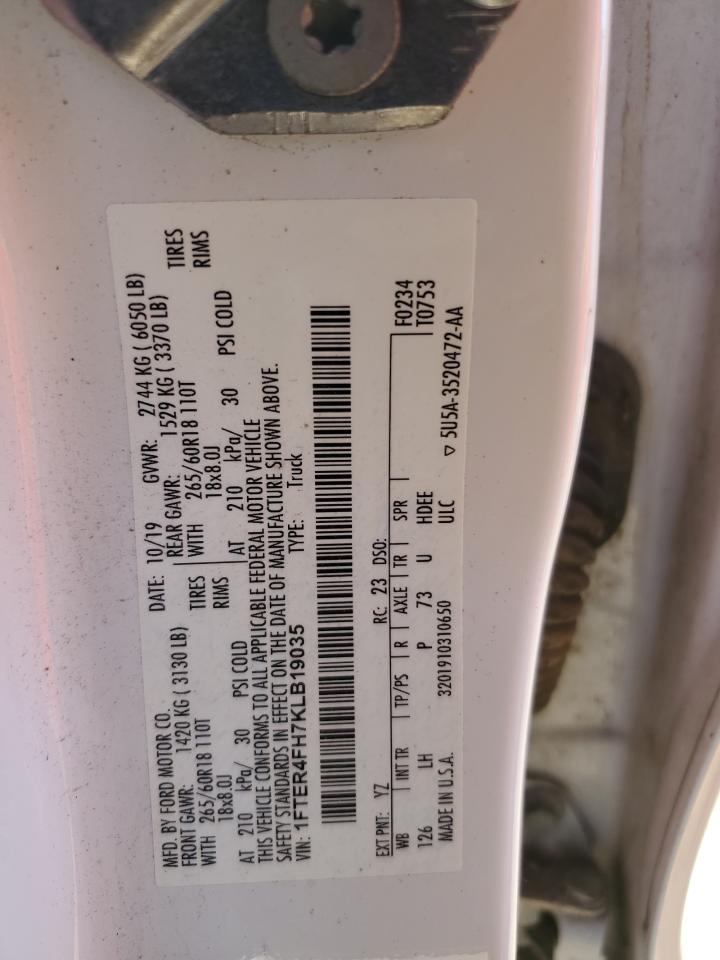 MFD. BY FORD MOTOR CO. DATE: 10/19 GVWR: 2744 KG ( 6050 LB)
FRONT GAWR: 1420 KG ( 3130 LB) REAR GAWR: 1529 KG ( 3370 LB)
WITH 265/60R18 110T TIRES WITH 265/60R18 110T TIRES
18x8.0J RIMS 18x8.0J RIMS
AT 210 kPa/ 30 PSI COLD AT 210 kPa/ 30 PSI COLD
THIS VEHICLE CONFORMS TO ALL APPLICABLE FEDERAL MOTOR VEHICLE
SAFETY STANDARDS IN EFFECT ON THE DATE OF MANUFACTURE SHOWN ABOVE.
VIN: 1FTER4FH7KLB19035 TYPE: Truck
EXT PNT: YZ RC: 23 DSO: F0234
WB INT TR TP/PS R AXLE TR SPR T0753
126 LH P 73 U HDEE
MADE IN U.S.A. 3201910310650 ULC ▽ 5U5A-3520472-AA